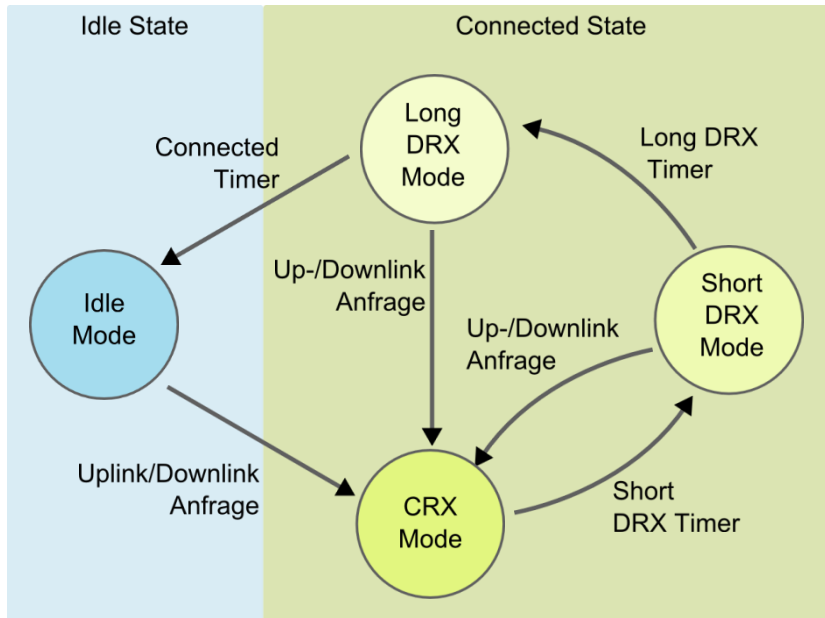 Idle State
Connected State
Long
DRX
Mode
Connected
Timer
Long DRX
Timer
Idle
Mode
Up-/Downlink
Anfrage
Short
DRX
Mode
Up-/Downlink
Anfrage
Uplink/Downlink
Anfrage
CRX
Mode
Short
DRX Timer